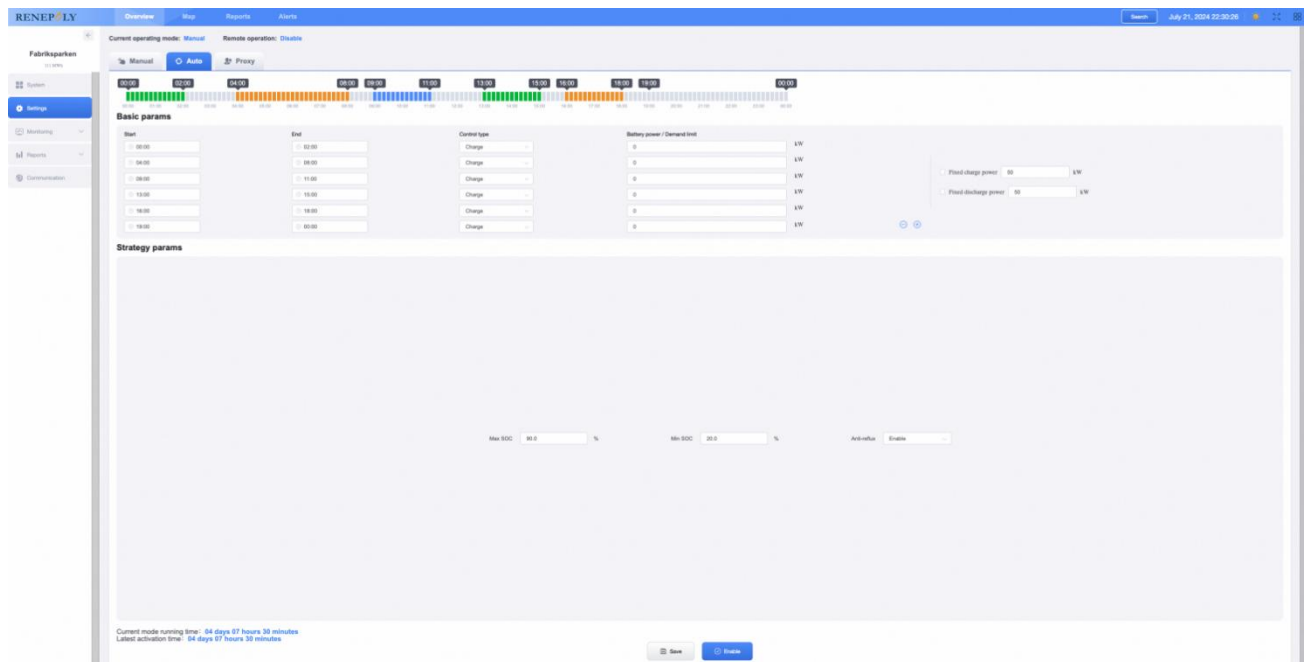 RENEPOLY Overview Map Reports Alerts Search July 21, 2024 22:30:26
Current operating mode: Manual Remote operation: Disable
Fabriksparken
Manual Auto Proxy
System
Settings
Monitoring
Reports
Communication
00:00 02:00 04:00 08:00 09:00 11:00 13:00 15:00 16:00 18:00 19:00 00:00
Basic params
Start End Control type Battery power / Demand limit
00:00 02:00 Charge 0 kW
04:00 08:00 Charge 0 kW
09:00 11:00 Charge 0 kW
13:00 15:00 Charge 0 kW
16:00 18:00 Charge 0 kW
19:00 00:00 Charge 0 kW
Fixed charge power 50 kW
Fixed discharge power 50 kW
Strategy params
Max SOC 90.0 % Min SOC 20.0 % Anti-reflux Enable
Current mode running time: 04 days 07 hours 30 minutes
Latest activation time: 04 days 07 hours 30 minutes
Save Enable